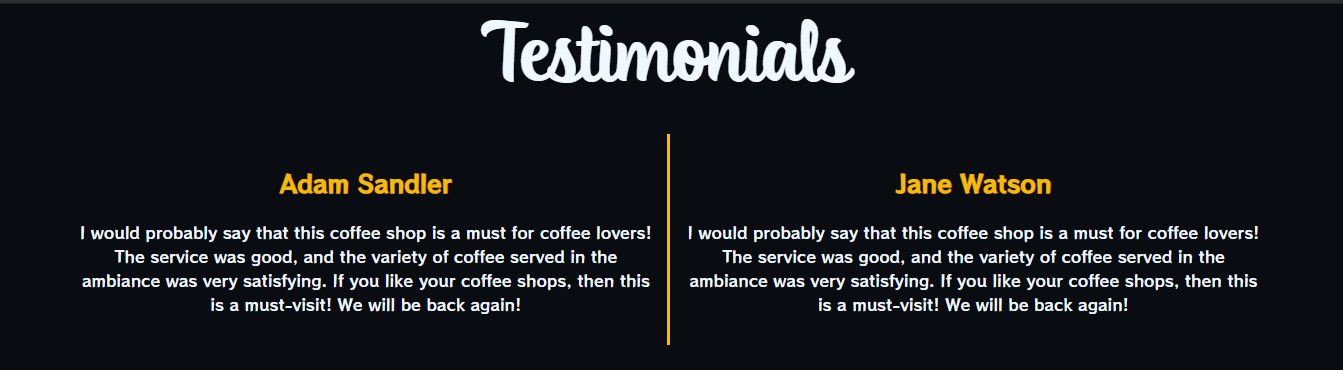 Testimonials
Adam Sandler
I would probably say that this coffee shop is a must for coffee lovers!
The service was good, and the variety of coffee served in the
ambiance was very satisfying. If you like your coffee shops, then this
is a must-visit! We will be back again!
Jane Watson
I would probably say that this coffee shop is a must for coffee lovers!
The service was good, and the variety of coffee served in the
ambiance was very satisfying. If you like your coffee shops, then this
is a must-visit! We will be back again!